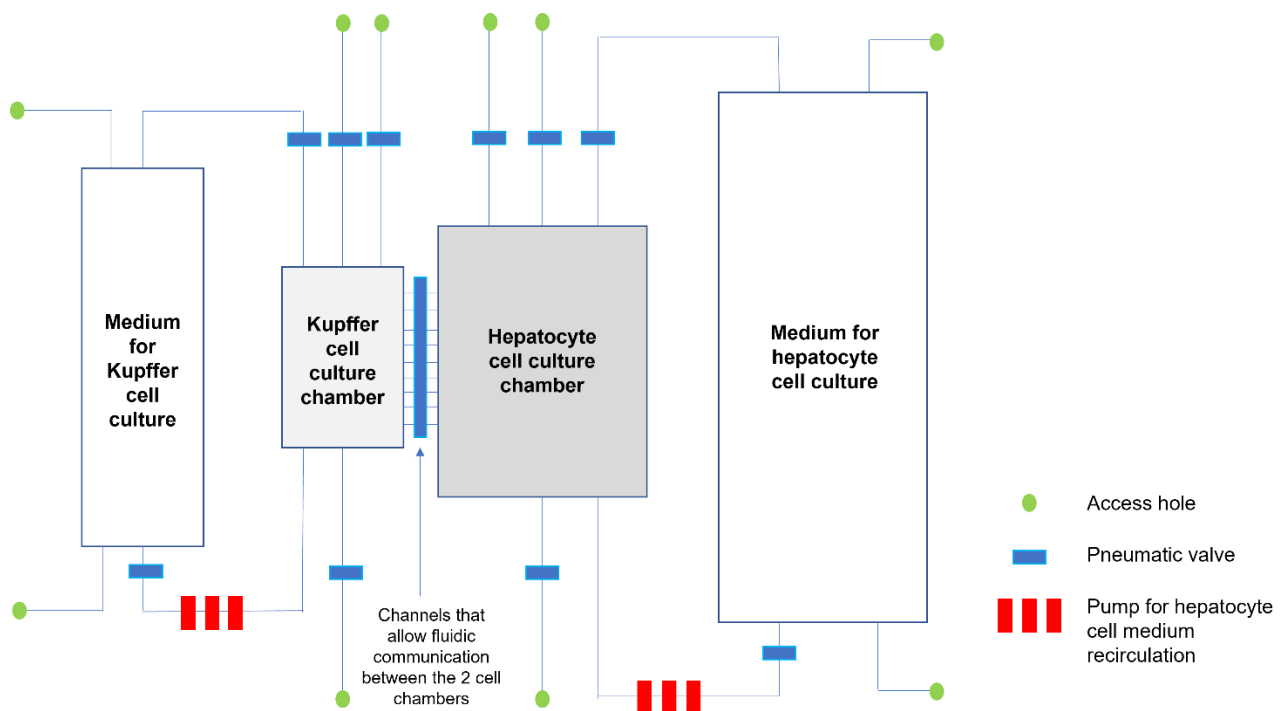 Medium
for
Kupffer
cell
culture
Kupffer
cell
culture
chamber
Hepatocyte
cell culture
chamber
Medium for
hepatocyte
cell culture
Channels that
allow fluidic
communication
between the 2 cell
chambers
Access hole
Pneumatic valve
Pump for hepatocyte
cell medium
recirculation